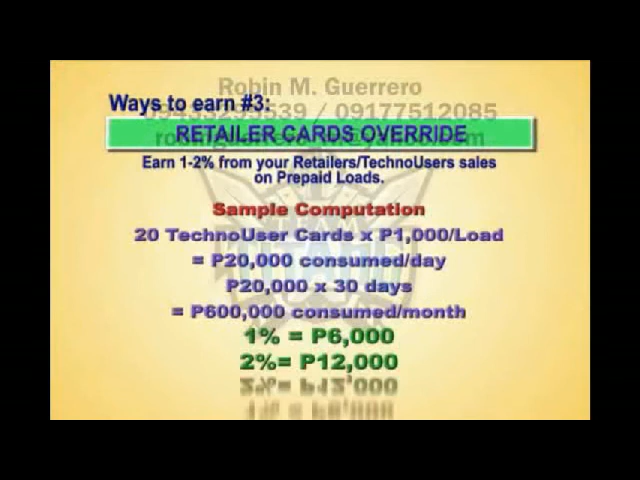 Robin M. Guerrero
Ways to earn #3:
/ 09177512085
RETAILER CARDS OVERRIDE
Earn 1-2% from your Retailers/TechnoUsers sales
on Prepaid Loads.
Sample Computation
20 TechnoUser Cards x P1,000/Load
= P20,000 consumed/day
P20,000 x 30 days
= P600,000 consumed/month
1% = P6,000
2%= P12,000